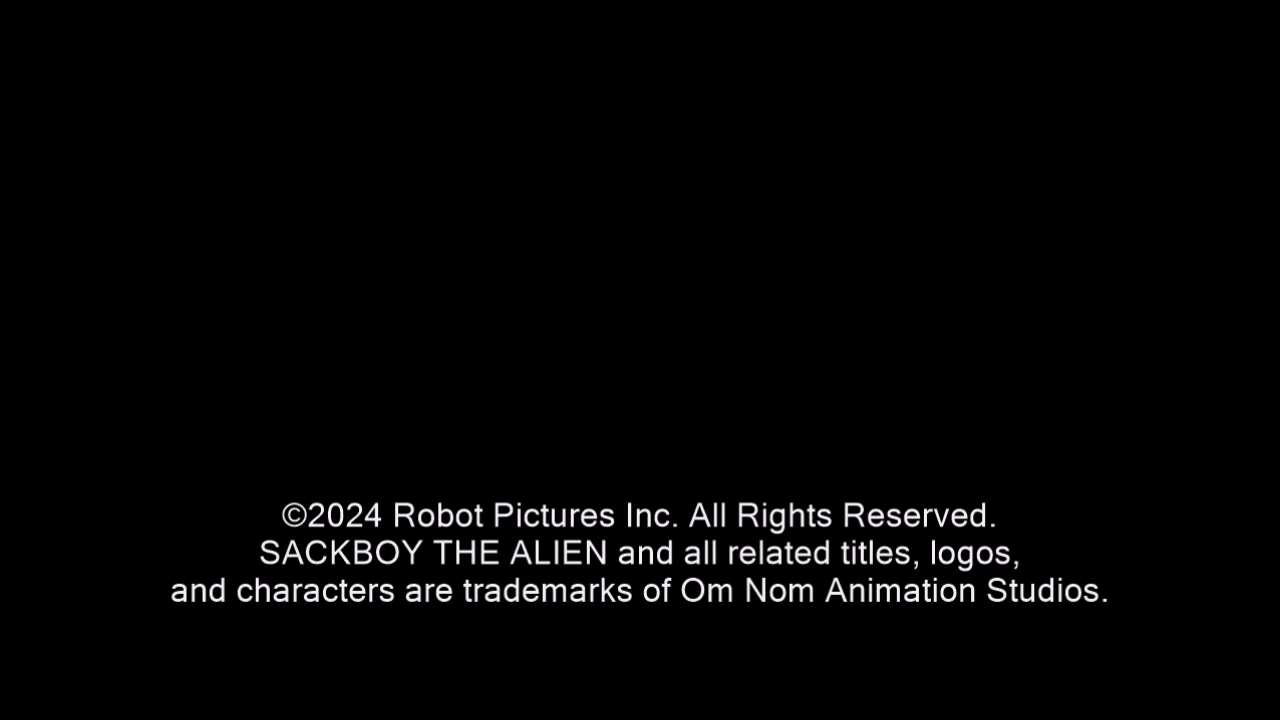 ©2024 Robot Pictures Inc. All Rights Reserved.
SACKBOY THE ALIEN and all related titles, logos,
and characters are trademarks of Om Nom Animation Studios.